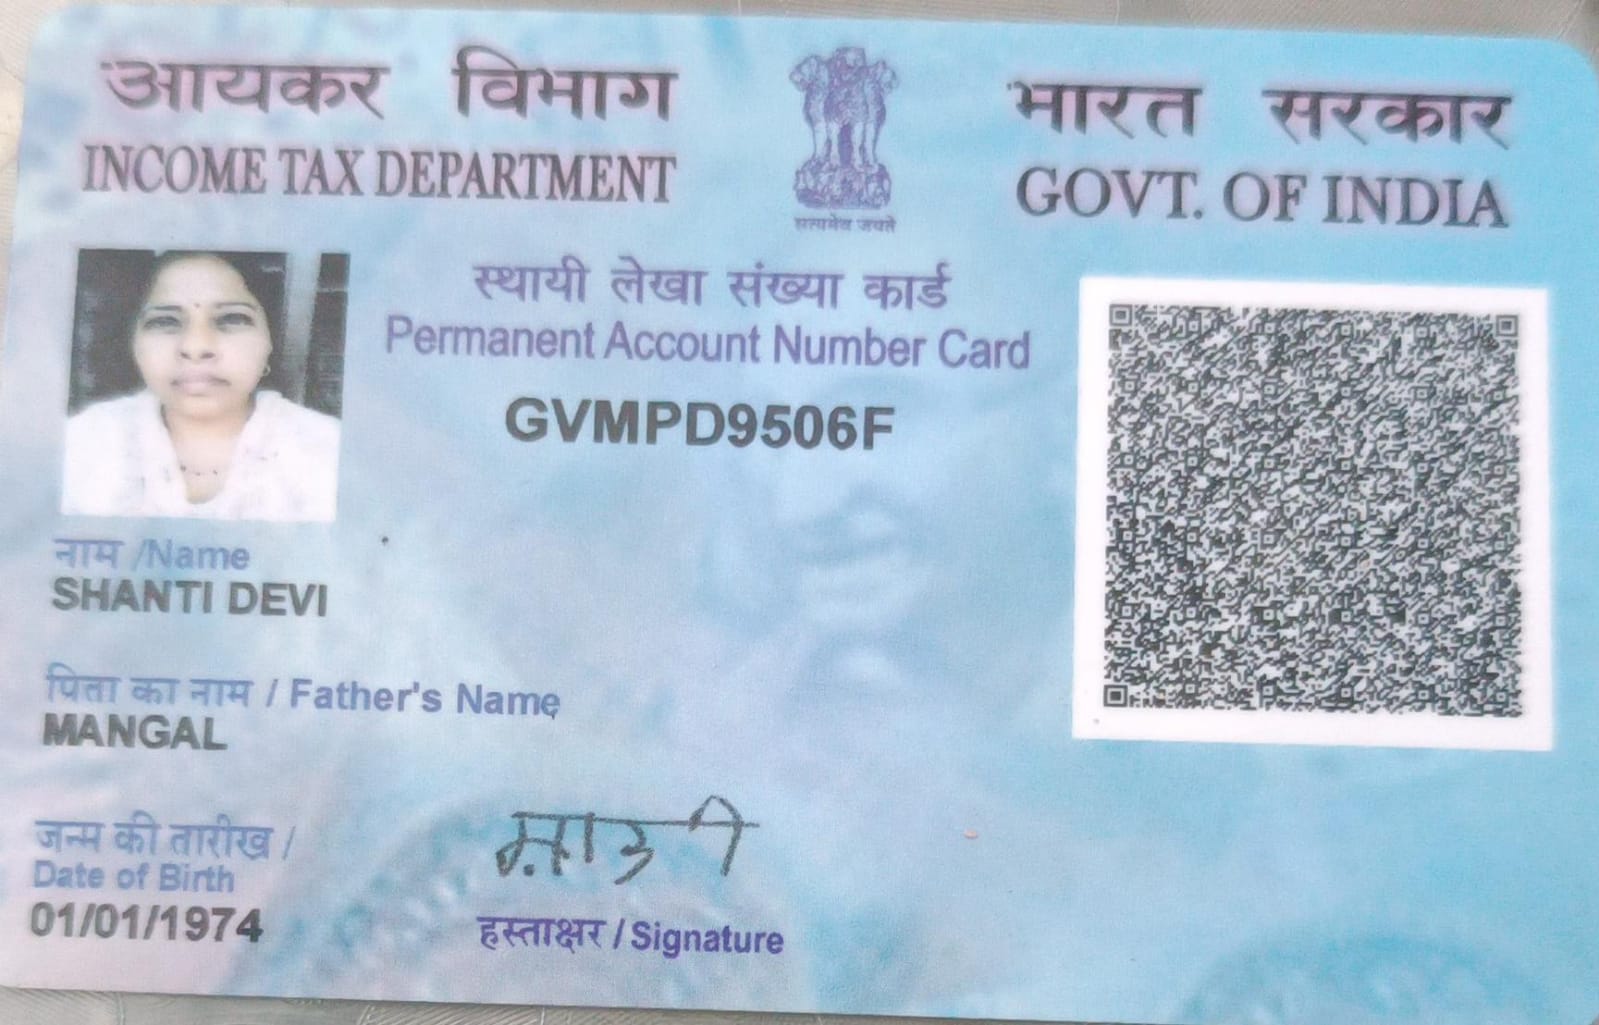 आयकर विभाग
INCOME TAX DEPARTMENT
सत्यमेव जयते
भारत सरकार
GOVT. OF INDIA
स्थायी लेखा संख्या कार्ड
Permanent Account Number Card
GVMPD9506F
नाम /Name
SHANTI DEVI
पिता का नाम / Father's Name
MANGAL
जन्म की तारीख /
Date of Birth
01/01/1974
हस्ताक्षर / Signature